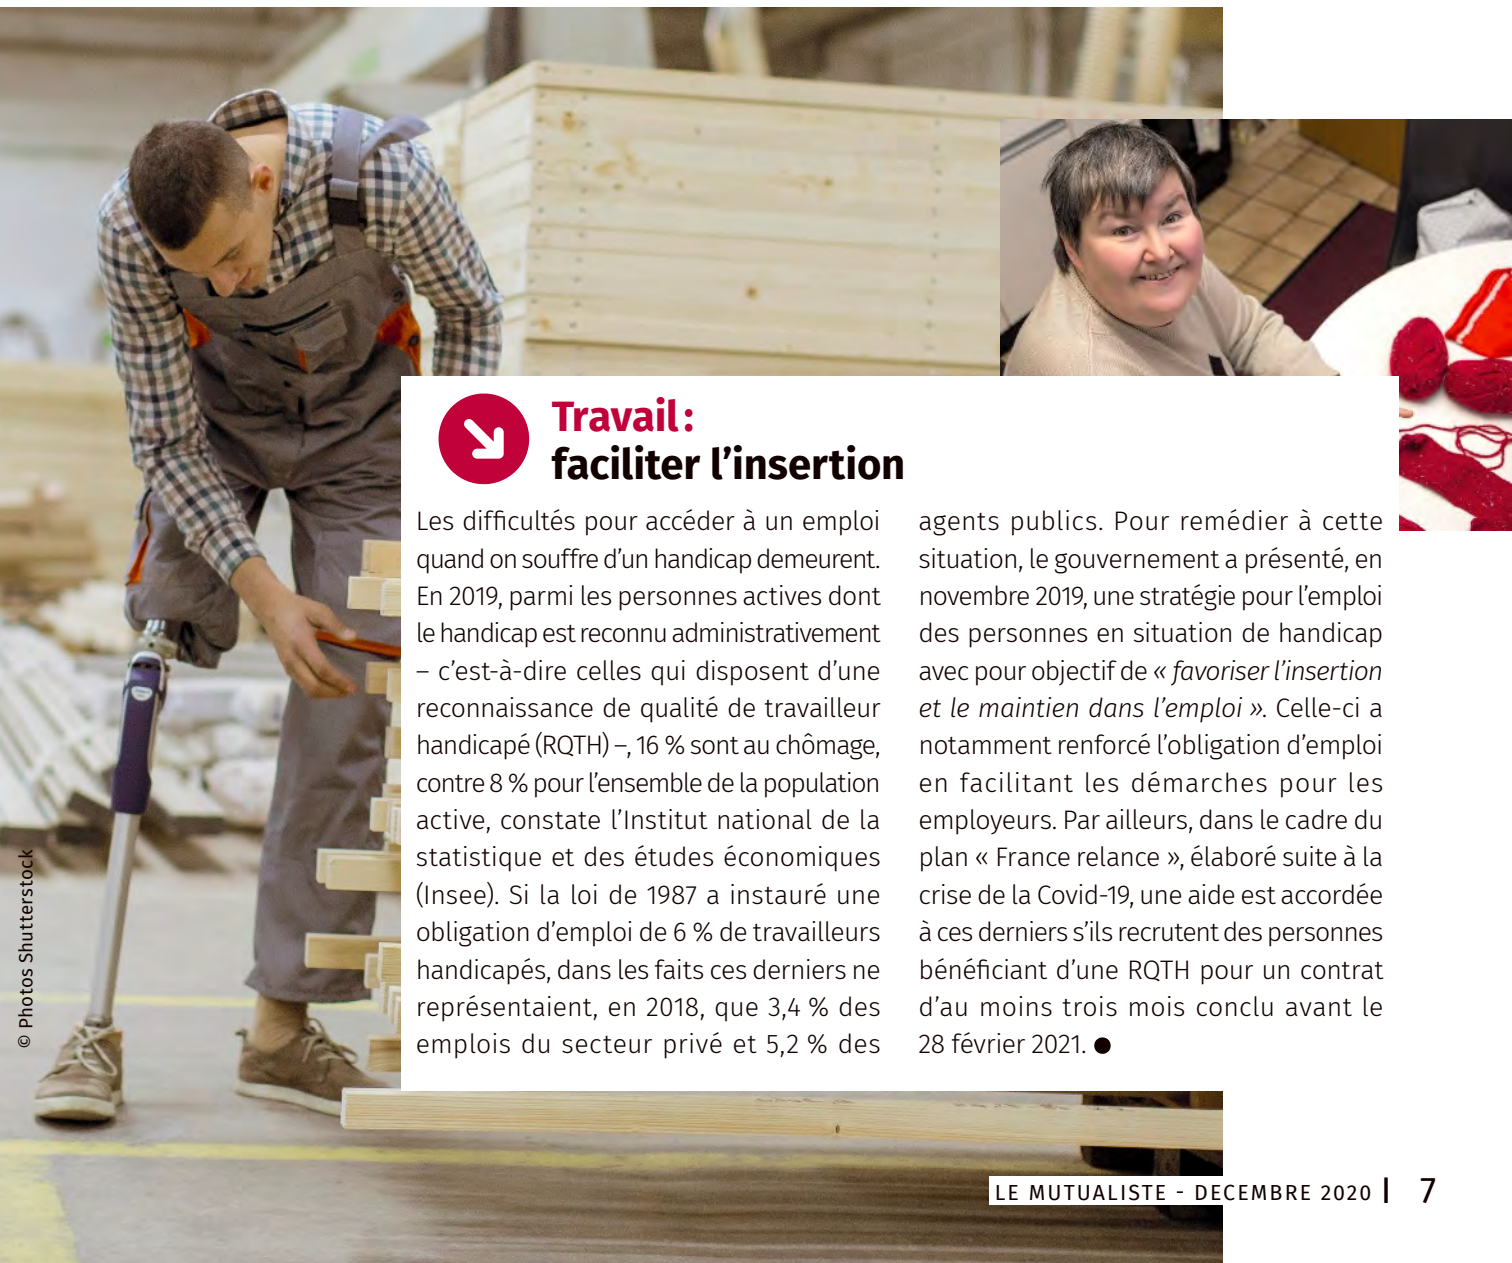 Travail :
faciliter l’insertion
Les difficultés pour accéder à un emploi
quand on souffre d’un handicap demeurent.
En 2019, parmi les personnes actives dont
le handicap est reconnu administrativement
– c’est-à-dire celles qui disposent d’une
reconnaissance de qualité de travailleur
handicapé (RQTH) –, 16 % sont au chômage,
contre 8 % pour l’ensemble de la population
active, constate l’Institut national de la
statistique et des études économiques
(Insee). Si la loi de 1987 a instauré une
obligation d’emploi de 6 % de travailleurs
handicapés, dans les faits ces derniers ne
représentaient, en 2018, que 3,4 % des
emplois du secteur privé et 5,2 % des
agents publics. Pour remédier à cette
situation, le gouvernement a présenté, en
novembre 2019, une stratégie pour l’emploi
des personnes en situation de handicap
avec pour objectif de « favoriser l’insertion
et le maintien dans l’emploi ». Celle-ci a
notamment renforcé l’obligation d’emploi
en facilitant les démarches pour les
employeurs. Par ailleurs, dans le cadre du
plan « France relance », élaboré suite à la
crise de la Covid-19, une aide est accordée
à ces derniers s’ils recrutent des personnes
bénéficiant d’une RQTH pour un contrat
d’au moins trois mois conclu avant le
28 février 2021. ●
© Photos Shutterstock
LE MUTUALISTE - DECEMBRE 2020 | 7